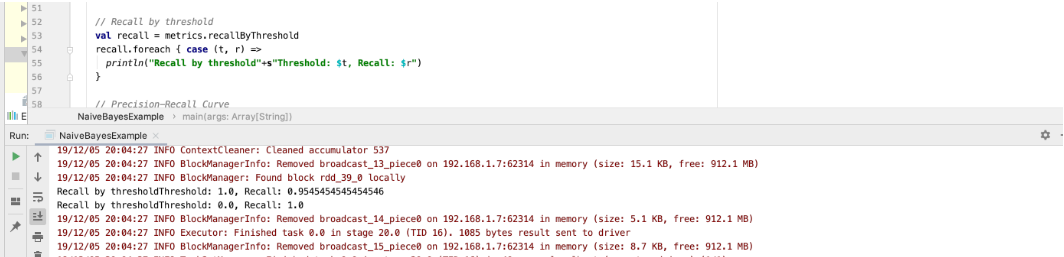 51
52 // Recall by threshold
53 val recall = metrics.recallByThreshold
54 recall.foreach { case (t, r) =>
55 println("Recall by threshold"+s"Threshold: $t, Recall: $r")
56 }
57
58 // Precision-Recall Curve
E NaiveBayesExample › main(args: Array[String])
Run: NaiveBayesExample ×
19/12/05 20:04:27 INFO ContextCleaner: Cleaned accumulator 537
19/12/05 20:04:27 INFO BlockManagerInfo: Removed broadcast_13_piece0 on 192.168.1.7:62314 in memory (size: 15.1 KB, free: 912.1 MB)
19/12/05 20:04:27 INFO BlockManager: Found block rdd_39_0 locally
Recall by thresholdThreshold: 1.0, Recall: 0.9545454545454546
Recall by thresholdThreshold: 0.0, Recall: 1.0
19/12/05 20:04:27 INFO BlockManagerInfo: Removed broadcast_14_piece0 on 192.168.1.7:62314 in memory (size: 5.1 KB, free: 912.1 MB)
19/12/05 20:04:27 INFO Executor: Finished task 0.0 in stage 20.0 (TID 16). 1085 bytes result sent to driver
19/12/05 20:04:27 INFO BlockManagerInfo: Removed broadcast_15_piece0 on 192.168.1.7:62314 in memory (size: 8.7 KB, free: 912.1 MB)